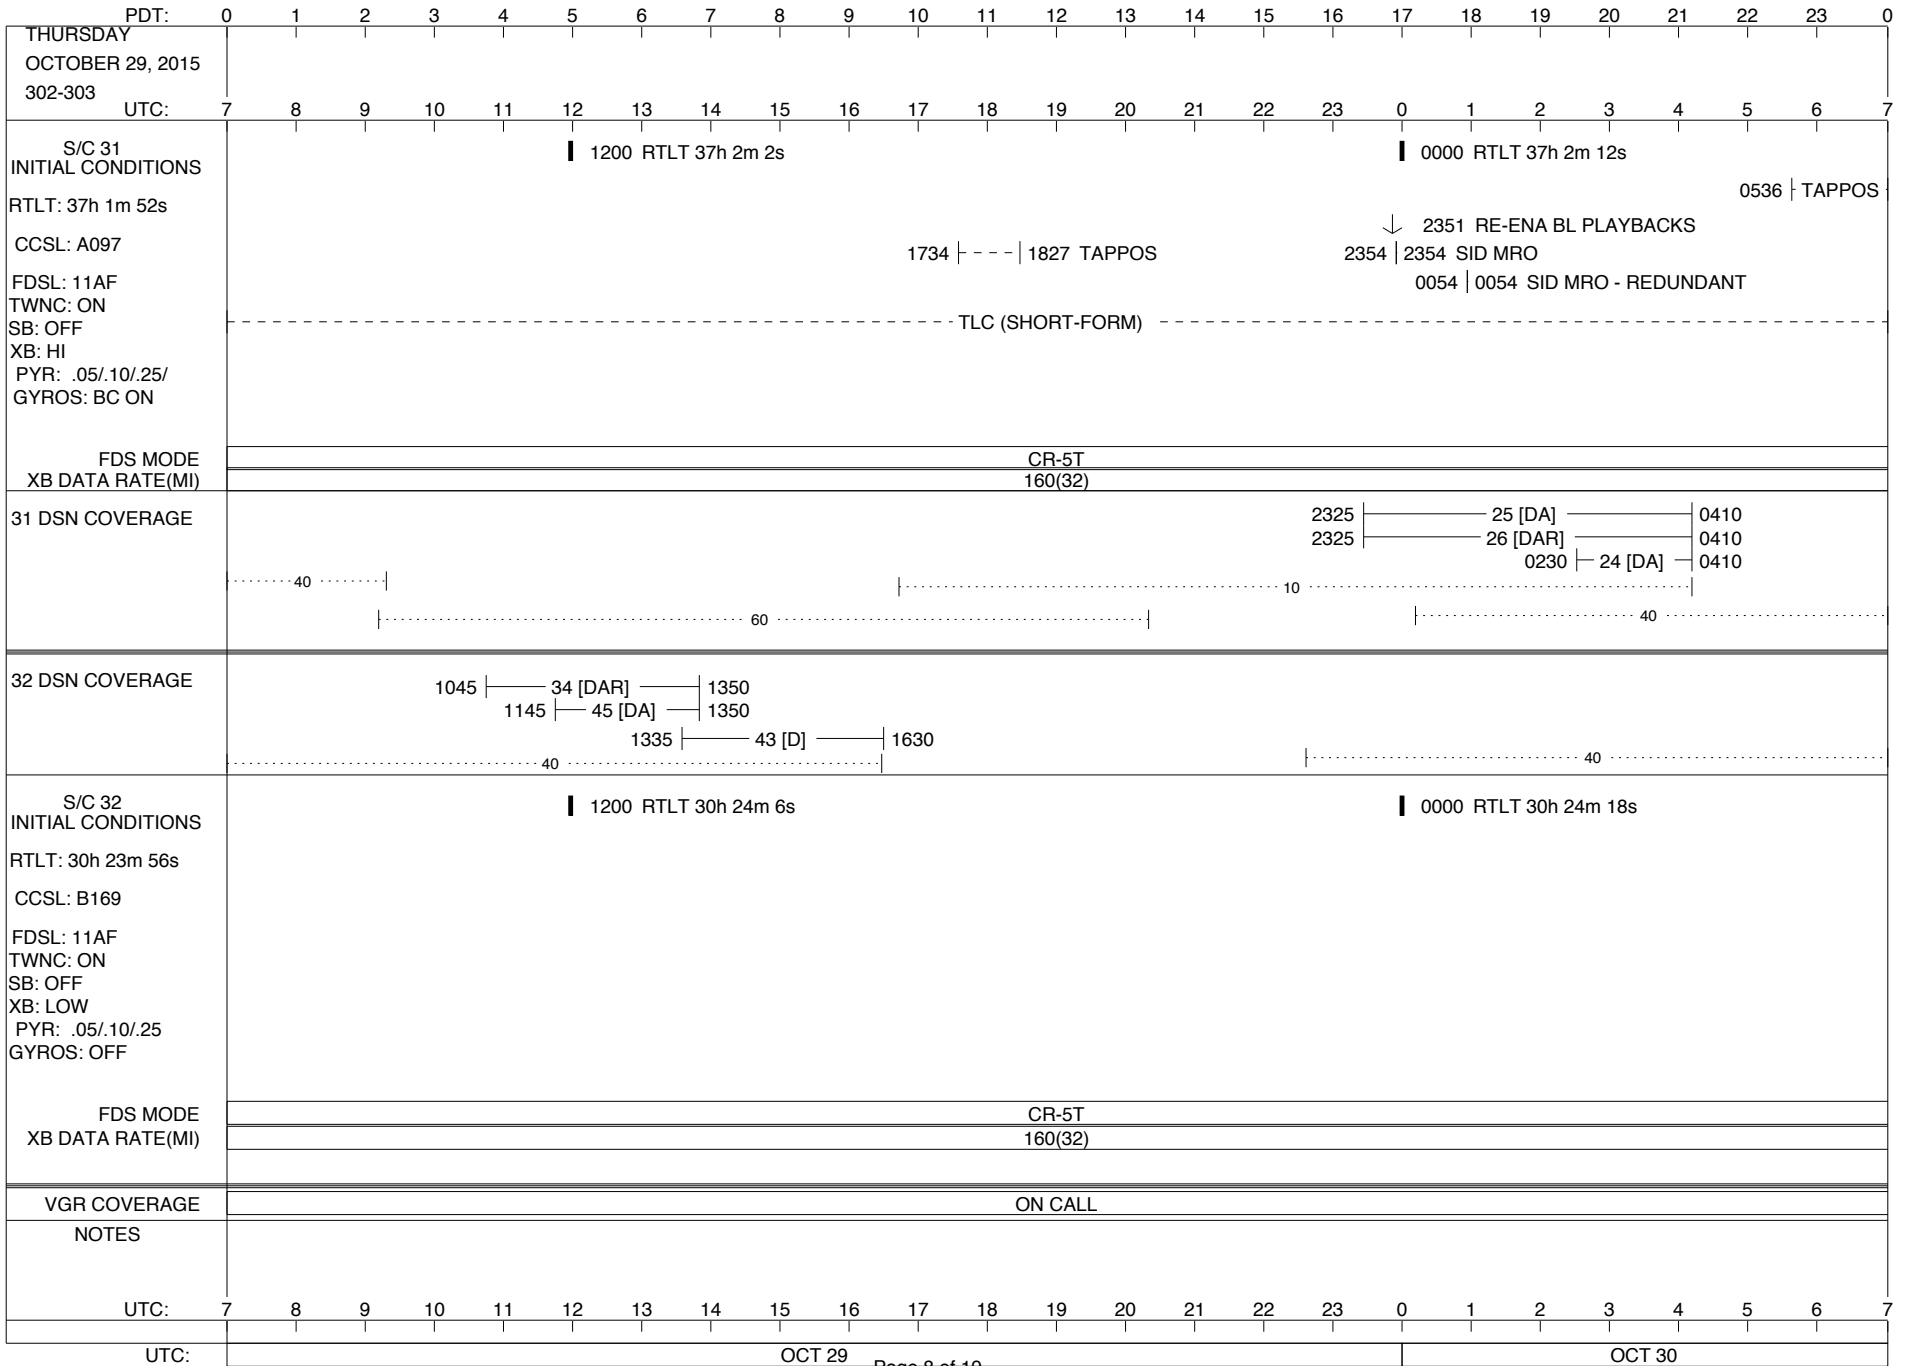 PDT: 0 1 2 3 4 5 6 7 8 9 10 11 12 13 14 15 16 17 18 19 20 21 22 23 0
THURSDAY
OCTOBER 29, 2015
302-303
UTC: 7 8 9 10 11 12 13 14 15 16 17 18 19 20 21 22 23 0 1 2 3 4 5 6 7
S/C 31
INITIAL CONDITIONS
1200 RTLT 37h 2m 2s
0000 RTLT 37h 2m 12s
0536 TAPPOS
RTLT: 37h 1m 52s
2351 RE-ENA BL PLAYBACKS
CCSL: A097
1734 1827 TAPPOS
2354 2354 SID MRO
FDSL: 11AF
0054 0054 SID MRO - REDUNDANT
TWNC: ON
SB: OFF
TLC (SHORT-FORM)
XB: HI
PYR: .05/.10/.25/
GYROS: BC ON
FDS MODE CR-5T
XB DATA RATE(MI) 160(32)
31 DSN COVERAGE
2325 25 [DA] 0410
2325 26 [DAR] 0410
0230 24 [DA] 0410
40 10
60 40
32 DSN COVERAGE
1045 34 [DAR] 1350
1145 45 [DA] 1350
1335 43 [D] 1630
40 40
S/C 32
INITIAL CONDITIONS
1200 RTLT 30h 24m 6s
0000 RTLT 30h 24m 18s
RTLT: 30h 23m 56s
CCSL: B169
FDSL: 11AF
TWNC: ON
SB: OFF
XB: LOW
PYR: .05/.10/.25
GYROS: OFF
FDS MODE CR-5T
XB DATA RATE(MI) 160(32)
VGR COVERAGE ON CALL
NOTES
UTC: 7 8 9 10 11 12 13 14 15 16 17 18 19 20 21 22 23 0 1 2 3 4 5 6 7
UTC: OCT 29 OCT 30
Page 8 of 19